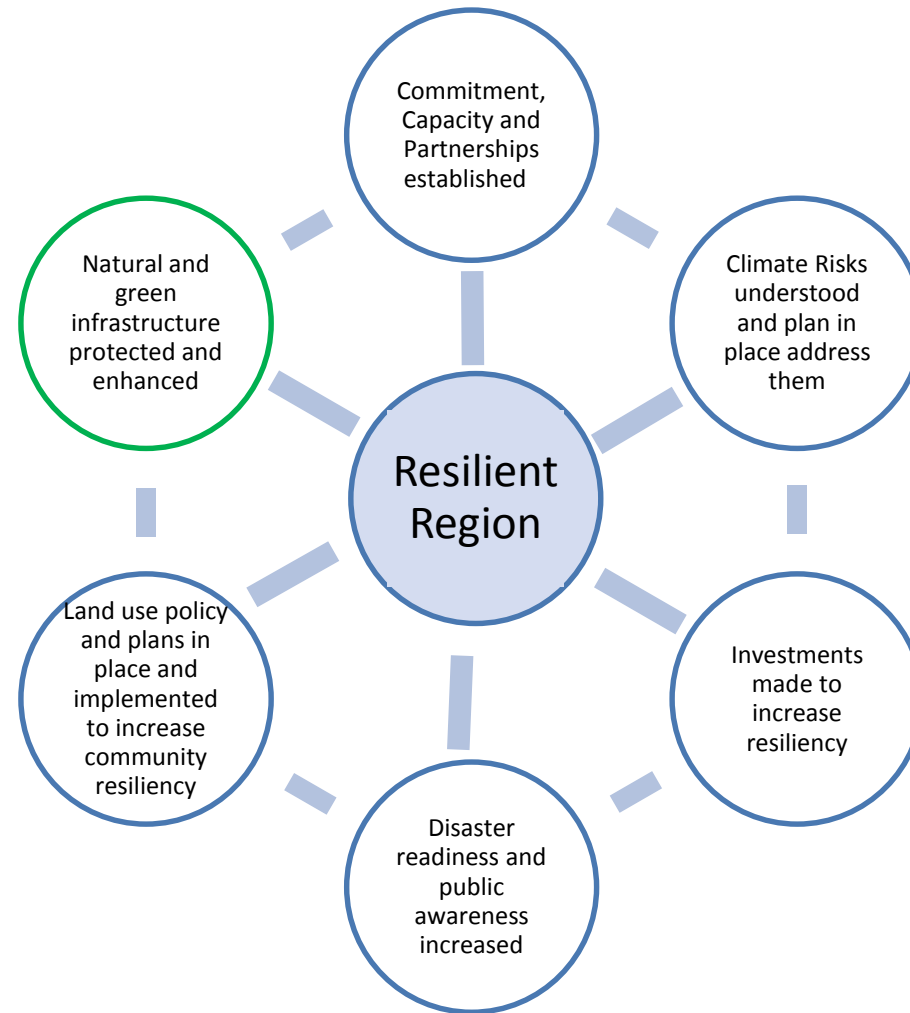 Commitment,
Capacity and
Partnerships
established
Natural and
green
infrastructure
protected and
enhanced
Climate Risks
understood
and plan in
place address
them
Resilient
Region
Land use policy
and plans in
place and
implemented
to increase
community
resiliency
Investments
made to
increase
resiliency
Disaster
readiness and
public
awareness
increased